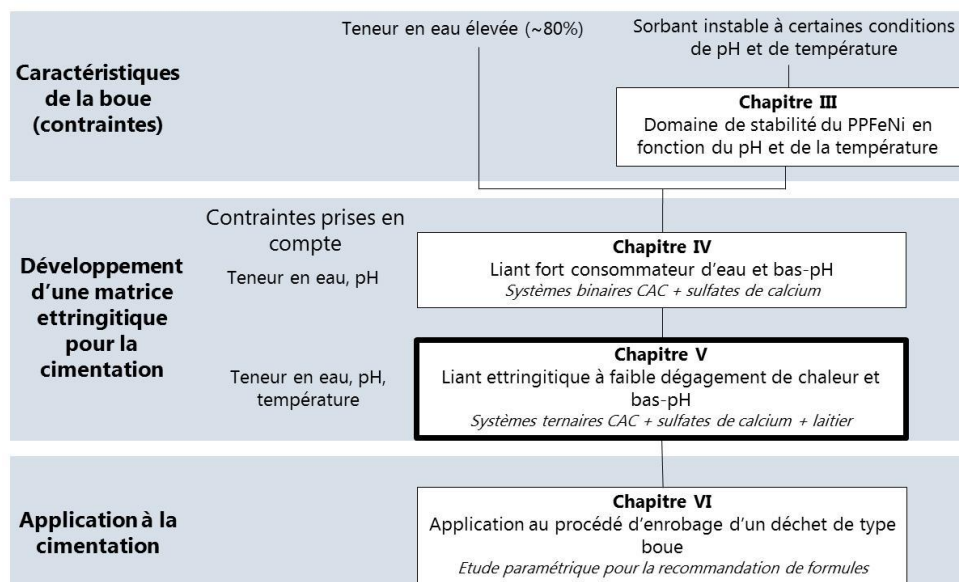 Teneur en eau élevée (~80%)
Sorbant instable à certaines conditions
de pH et de température
Caractéristiques
de la boue
(contraintes)
Chapitre III
Domaine de stabilité du PPFeNi en
fonction du pH et de la température
Développement
d'une matrice
ettringitique
pour la
cimentation
Contraintes prises en
compte
Teneur en eau, pH
Chapitre IV
Liant fort consommateur d'eau et bas-pH
Systèmes binaires CAC + sulfates de calcium
Teneur en eau, pH,
température
Chapitre V
Liant ettringitique à faible dégagement de chaleur et
bas-pH
Systèmes ternaires CAC + sulfates de calcium + laitier
Application à la
cimentation
Chapitre VI
Application au procédé d'enrobage d'un déchet de type
boue
Etude paramétrique pour la recommandation de formules